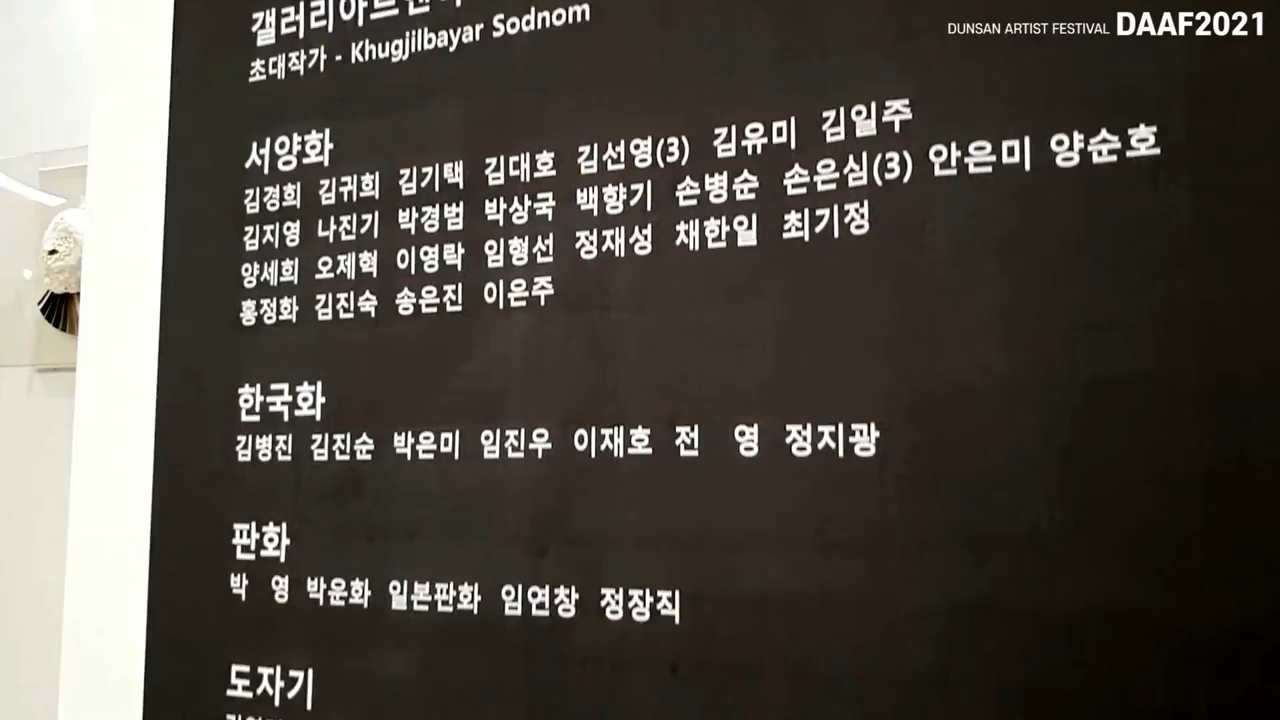 DUNSAN ARTIST FESTIVAL DAAF2021
초대작가 - Khugjilbayar Sodnom
서양화
김경희 김귀희 김기택 김대호 김선영(3) 김유미 김일주
김지영 나진기 박경범 박상국 백향기 손병순 손은심(3) 안은미 양순호
양세희 오제혁 이영락 임형선 정재성 채한일 최기정
홍정화 김진숙 송은진 이은주
한국화
김병진 김진순 박은미 임진우 이재호 전 영 정지광
판화
박 영 박운화 일본판화 임연창 정장직
도자기